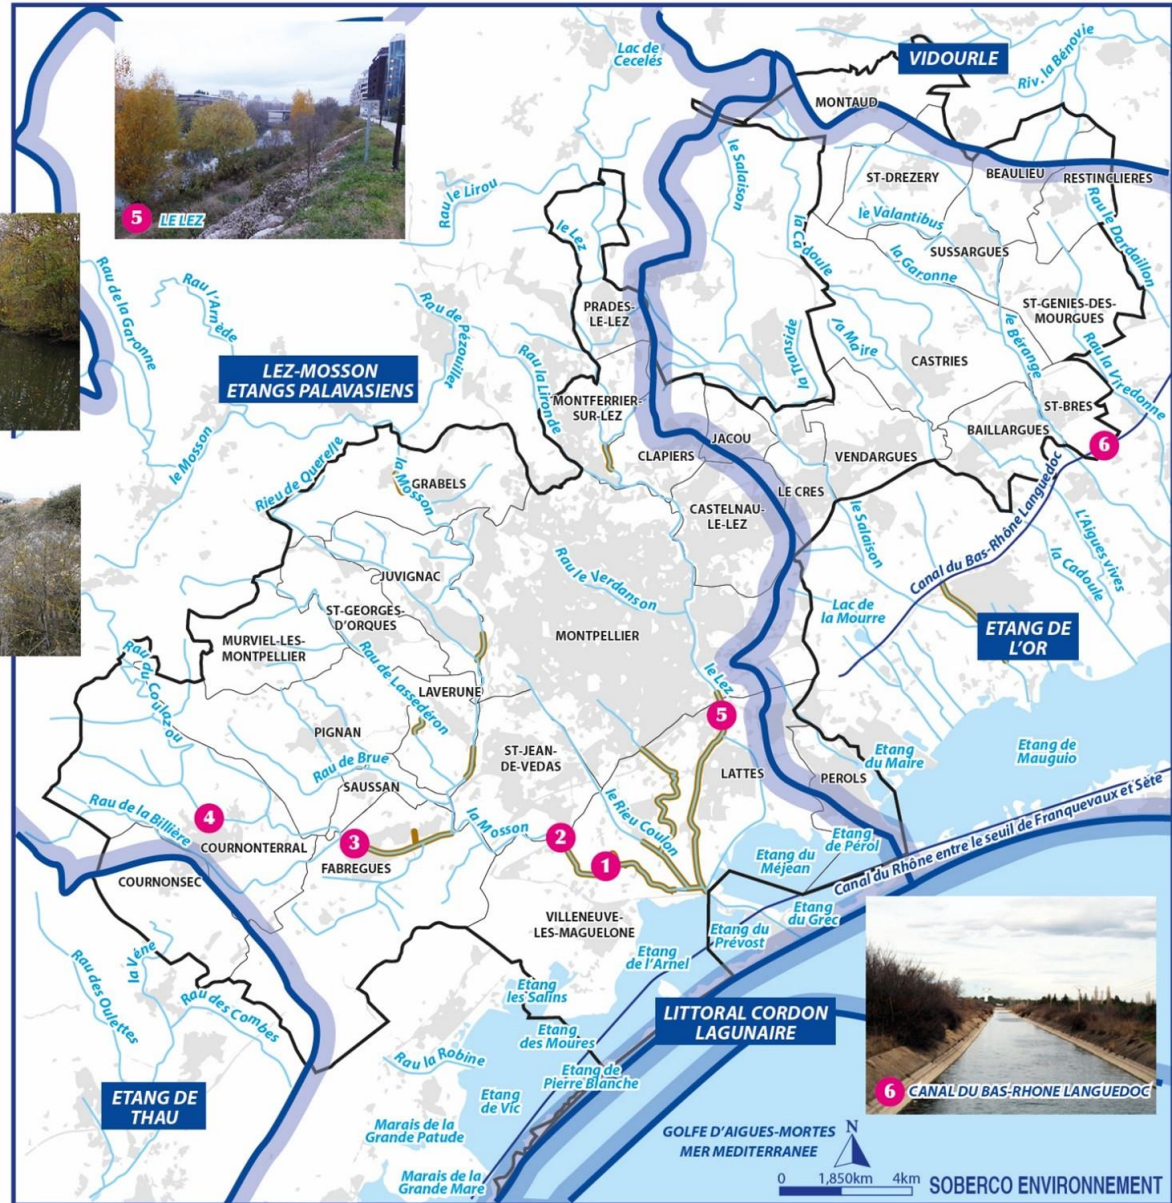 VIDOURLE
Lac de
Cecelés
Riv. la Bénovie
MONTAUD
5 LE LEZ
Rau le Lirou
le Lez
le Salaison
la Cadoule
ST-DREZERY
BEAULIEU
RESTINCLIERES
le Valantibus
SUSSARGUES
la Garonne
Rau le Dardaillon
ST-GENIES-DES-
MOURGUES
le Bérange
Rau la Viredonne
Rau de la Garonne
Rau l'Arnède
Rau de Pézouillet
PRADES-
LE-LEZ
la Maire
la Transide
CASTRIES
LEZ-MOSSON
ETANGS PALAVASIENS
Rau la Lironde
MONTFERRIER-
SUR-LEZ
ST-BRES
BAILLARGUES
6
JACOU
CLAPIERS
VENDARGUES
le Mosson
Rieu de Querelle
la Mosson
GRABELS
LE CRES
CASTELNAU-
LE-LEZ
le Salaison
Canal du Bas-Rhône Languedoc
L'Aigues vives
la Cadoule
JUVIGNAC
Rau le Verdanson
ST-GEORGES-
D'ORQUES
MONTPELLIER
Lac de
la Mourre
ETANG DE
L'OR
MURVIEL-LES-
MONTPELLIER
Rau du Coulazou
Rau de Lassedéron
LAVERUNE
le Lez
5
PIGNAN
ST-JEAN-
DE-VEDAS
Rau de Brue
SAUSSAN
LATTES
PEROLS
Etang
du Maire
Etang de
Mauguio
Rau de la Billière
4
COURNONTERRAL
3
FABREGUES
la Mosson
2
1
le Rieu Coulon
Etang
de Pérol
Etang du
Méjean
Canal du Rhône entre le seuil de Franquevaux et Sète
COURNONSEC
VILLENEUVE-
LES-MAGUELONE
Etang
du Grec
Etang du
Prévost
Etang
de l'Arnel
la Vène
Rau des Oulettes
Rau des Combes
Etang
les Salins
Etang
des Moures
LITTORAL CORDON
LAGUNAIRE
Rau la Robine
Etang de
Pierre Blanche
Etang
de Vic
ETANG DE
THAU
Marais de la
Grande Patude
Marais de la
Grande Mare
6 CANAL DU BAS-RHONE LANGUEDOC
GOLFE D'AIGUES-MORTES
MER MEDITERRANEE
N
0 1,850km 4km
SOBERCO ENVIRONNEMENT